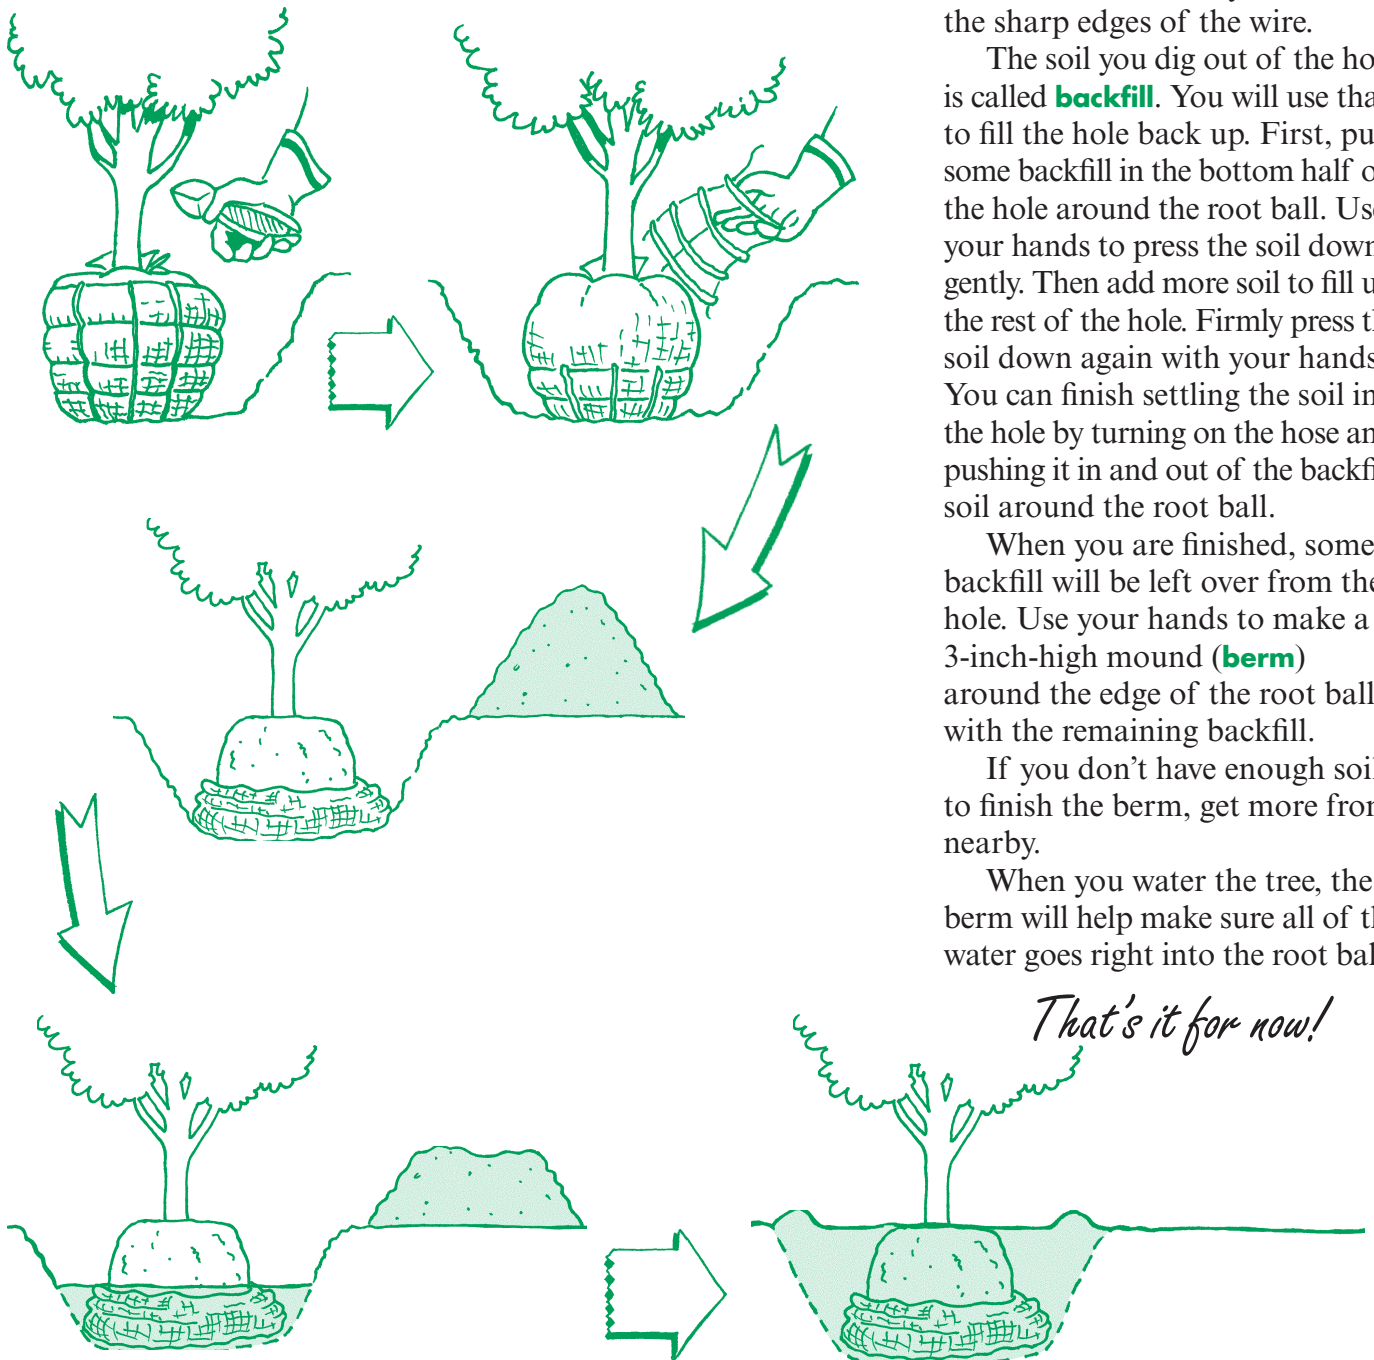 the sharp edges of the wire.
The soil you dig out of the ho
is called backfill. You will use tha
to fill the hole back up. First, pu
some backfill in the bottom half o
the hole around the root ball. Use
your hands to press the soil down
gently. Then add more soil to fill u
the rest of the hole. Firmly press th
soil down again with your hands
You can finish settling the soil in
the hole by turning on the hose an
pushing it in and out of the backfi
soil around the root ball.
When you are finished, some
backfill will be left over from the
hole. Use your hands to make a
3-inch-high mound (berm)
around the edge of the root ball
with the remaining backfill.
If you don’t have enough soil
to finish the berm, get more from
nearby.
When you water the tree, the
berm will help make sure all of th
water goes right into the root bal
That's it for now!